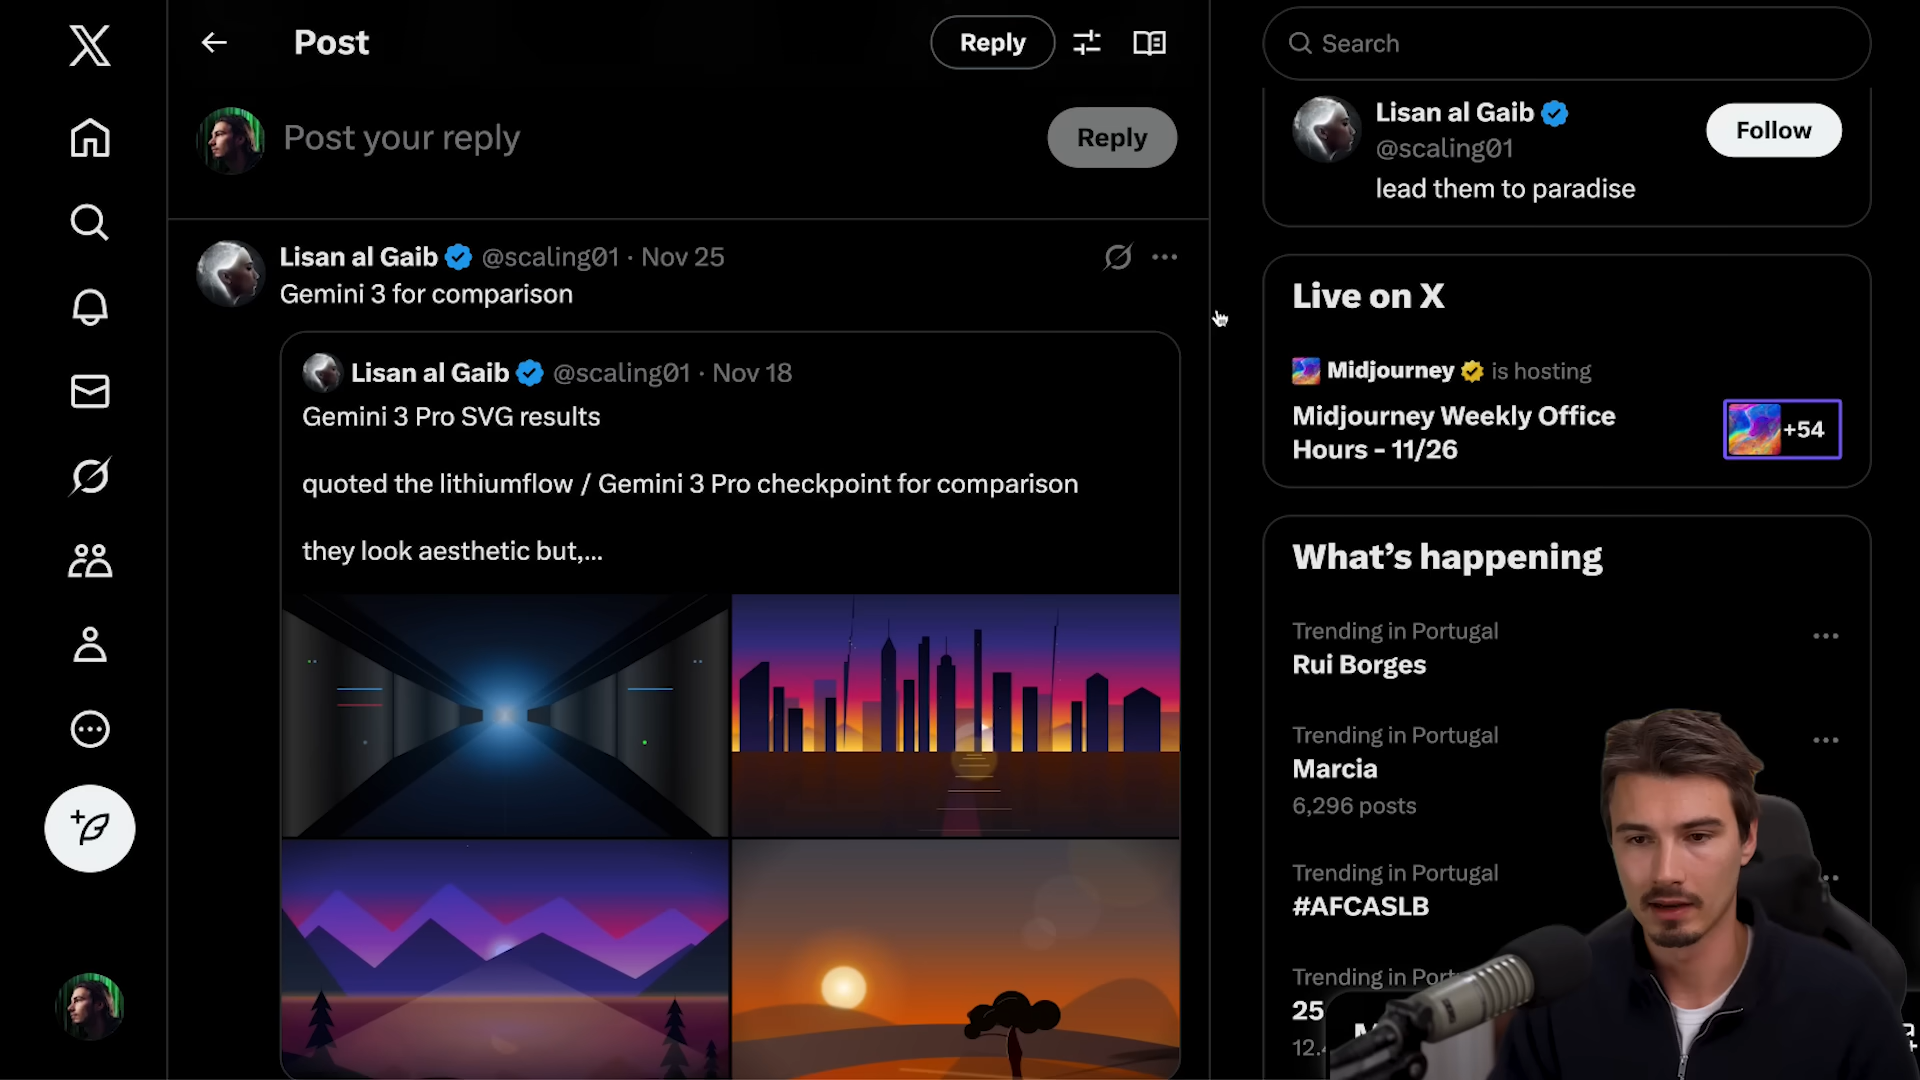 Post
Reply
Search
Post your reply
Reply
Lisan al Gaib
@scaling01
lead them to paradise
Follow
Lisan al Gaib @scaling01 · Nov 25
Gemini 3 for comparison
Lisan al Gaib @scaling01 · Nov 18
Gemini 3 Pro SVG results
quoted the lithiumflow / Gemini 3 Pro checkpoint for comparison
they look aesthetic but,...
Live on X
Midjourney is hosting
Midjourney Weekly Office
Hours - 11/26
+54
What's happening
Trending in Portugal
Rui Borges
Trending in Portugal
Marcia
6,296 posts
Trending in Portugal
#AFCASLB
Trending in
25